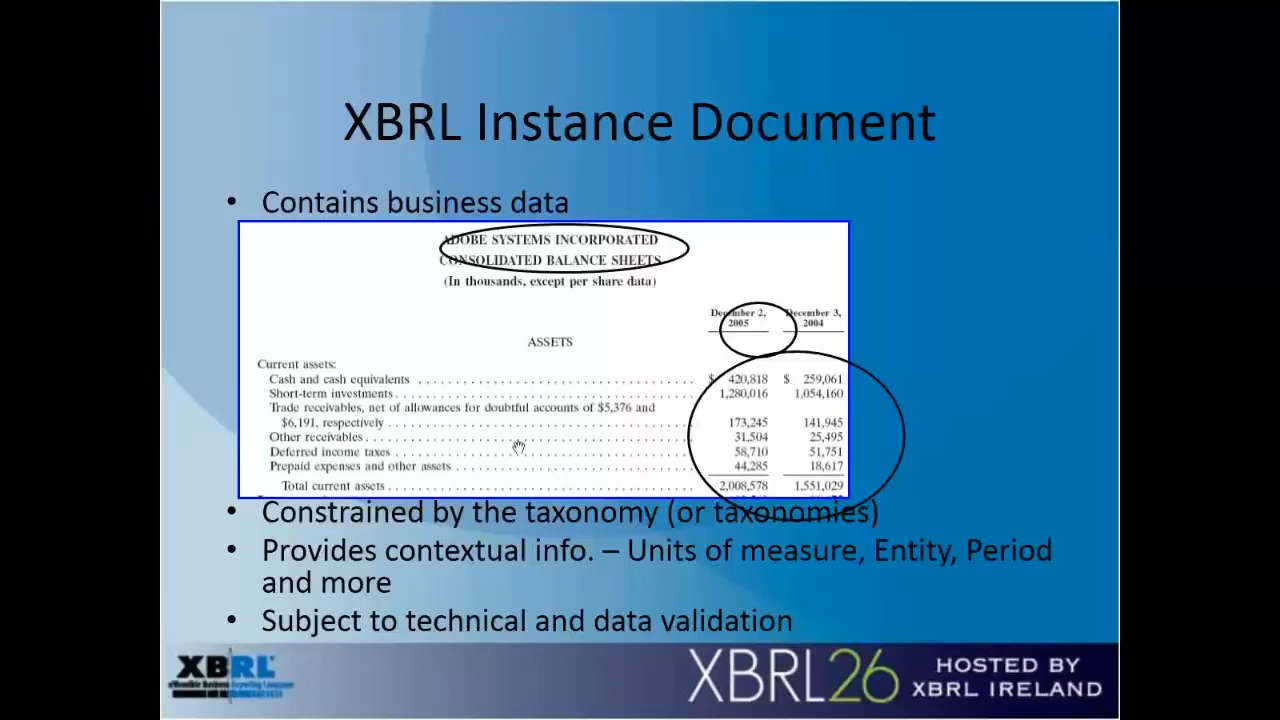 XBRL Instance Document
• Contains business data
ADOBE SYSTEMS INCORPORATED
CONSOLIDATED BALANCE SHEETS
(In thousands, except per share data)
December 2, 2005 December 3, 2004
ASSETS
Current assets:
Cash and cash equivalents $ 420,818 $ 259,061
Short-term investments 1,280,016 1,054,160
Trade receivables, net of allowances for doubtful accounts of $5,376 and
$6,191, respectively 173,245 141,945
Other receivables 31,504 25,495
Deferred income taxes 58,710 51,751
Prepaid expenses and other assets 44,285 18,617
Total current assets 2,008,578 1,551,029
• Constrained by the taxonomy (or taxonomies)
• Provides contextual info. – Units of measure, Entity, Period
and more
• Subject to technical and data validation
XBRL
eXtensible Business Reporting Language
XBRL26 HOSTED BY
XBRL IRELAND